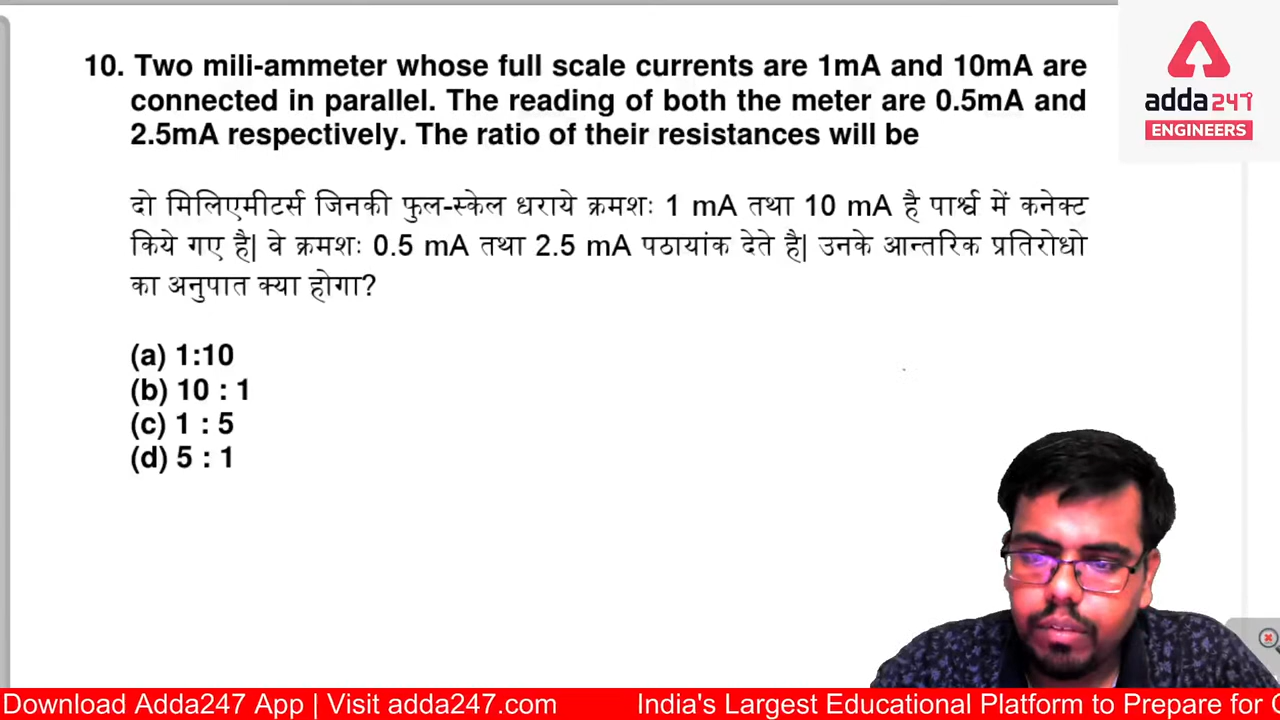 10. Two mili-ammeter whose full scale currents are 1mA and 10mA are
connected in parallel. The reading of both the meter are 0.5mA and
2.5mA respectively. The ratio of their resistances will be
दो मिलिएमीटर्स जिनकी फुल-स्केल धराये क्रमशः 1 mA तथा 10 mA है पार्श्व में कनेक्ट
किये गए है| वे क्रमशः 0.5 mA तथा 2.5 mA पठायांक देते है| उनके आन्तरिक प्रतिरोधो
का अनुपात क्या होगा?
(a) 1:10
(b) 10 : 1
(c) 1 : 5
(d) 5 : 1
adda247
ENGINEERS
Download Adda247 App | Visit adda247.com
India's Largest Educational Platform to Prepare for